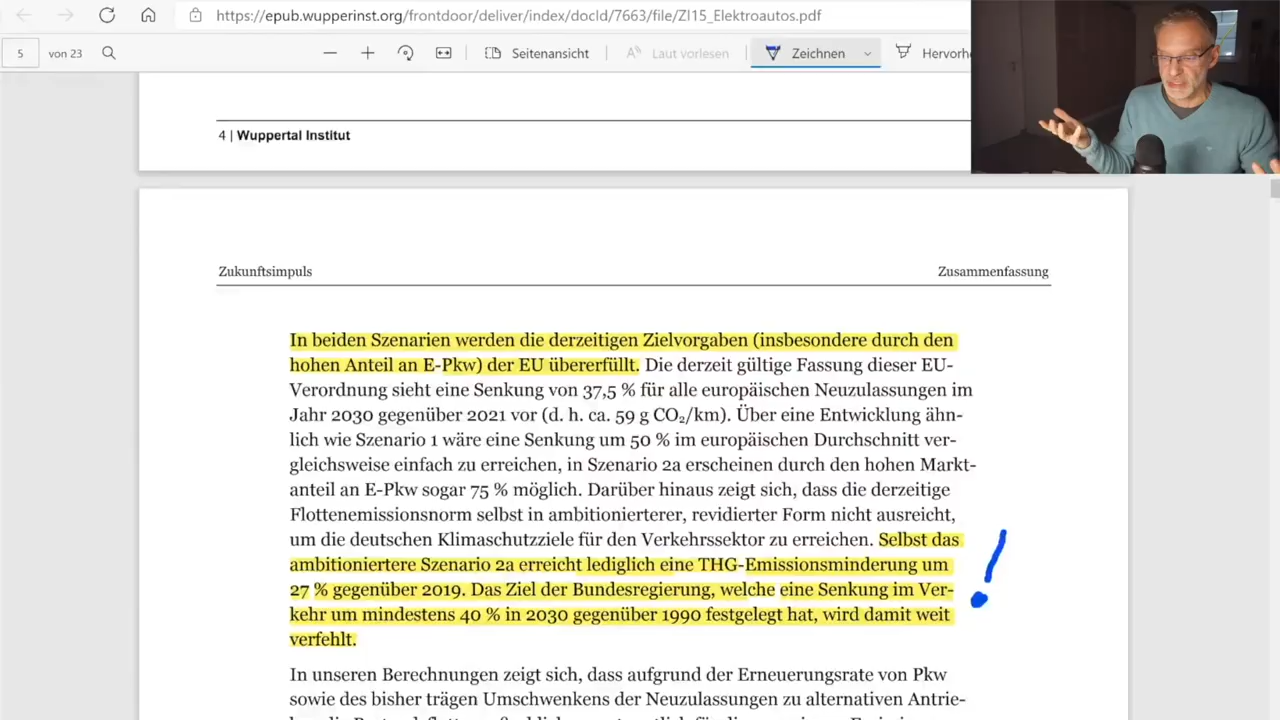 https://epub.wupperinst.org/frontdoor/deliver/index/docId/7663/file/ZI15_Elektroautos.pdf
5 von 23 Seitenansicht Laut vorlesen Zeichnen Hervorh
4 | Wuppertal Institut
Zukunftsimpuls Zusammenfassung
In beiden Szenarien werden die derzeitigen Zielvorgaben (insbesondere durch den
hohen Anteil an E-Pkw) der EU übererfüllt. Die derzeit gültige Fassung dieser EU-
Verordnung sieht eine Senkung von 37,5 % für alle europäischen Neuzulassungen im
Jahr 2030 gegenüber 2021 vor (d. h. ca. 59 g CO₂/km). Über eine Entwicklung ähn-
lich wie Szenario 1 wäre eine Senkung um 50 % im europäischen Durchschnitt ver-
gleichsweise einfach zu erreichen, in Szenario 2a erscheinen durch den hohen Markt-
anteil an E-Pkw sogar 75 % möglich. Darüber hinaus zeigt sich, dass die derzeitige
Flottenemissionsnorm selbst in ambitionierterer, revidierter Form nicht ausreicht,
um die deutschen Klimaschutzziele für den Verkehrssektor zu erreichen. Selbst das
ambitioniertere Szenario 2a erreicht lediglich eine THG-Emissionsminderung um
27 % gegenüber 2019. Das Ziel der Bundesregierung, welche eine Senkung im Ver-
kehr um mindestens 40 % in 2030 gegenüber 1990 festgelegt hat, wird damit weit
verfehlt.
!
In unseren Berechnungen zeigt sich, dass aufgrund der Erneuerungsrate von Pkw
sowie des bisher trägen Umschwenkens der Neuzulassungen zu alternativen Antrie-